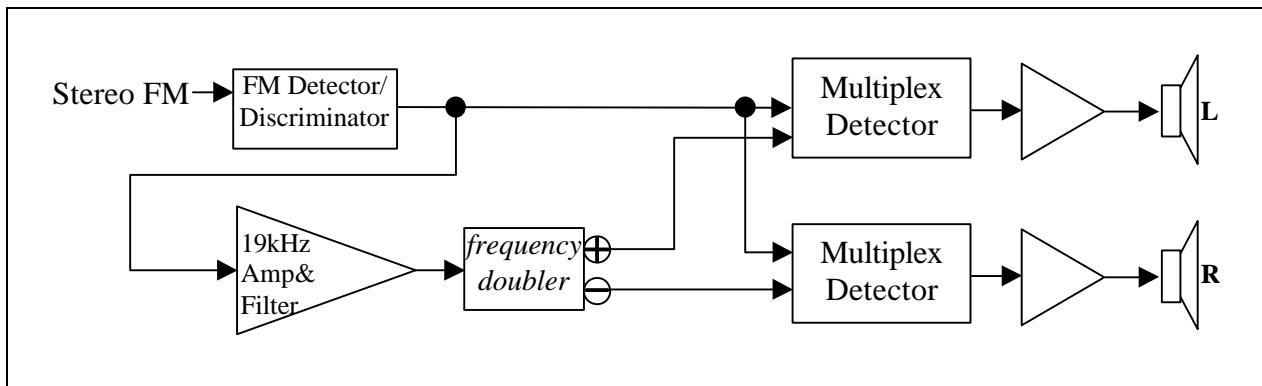 Stereo FM
FM Detector/
Discriminator
Multiplex
Detector
L
19kHz
Amp&
Filter
frequency
doubler
+
−
Multiplex
Detector
R